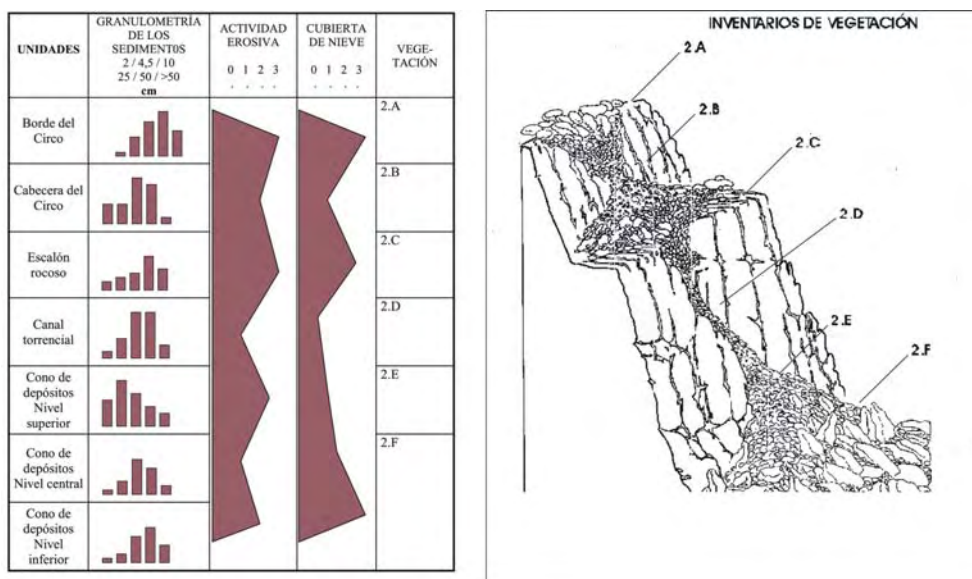 UNIDADES
GRANULOMETRÍA
DE LOS
SEDIMENT0S
2 / 4,5 / 10
25 / 50 / >50
cm
ACTIVIDAD
EROSIVA
0 1 2 3
. . . .
CUBIERTA
DE NIEVE
0 1 2 3
. . . .
VEGE-
TACIÓN
Borde del
Circo
2.A
Cabecera del
Circo
2.B
Escalón
rocoso
2.C
Canal
torrencial
2.D
Cono de
depósitos
Nivel
superior
2.E
Cono de
depósitos
Nivel central
2.F
Cono de
depósitos
Nivel
inferior
INVENTARIOS DE VEGETACIÓN
2.A
2.B
2.C
2.D
2.E
2.F